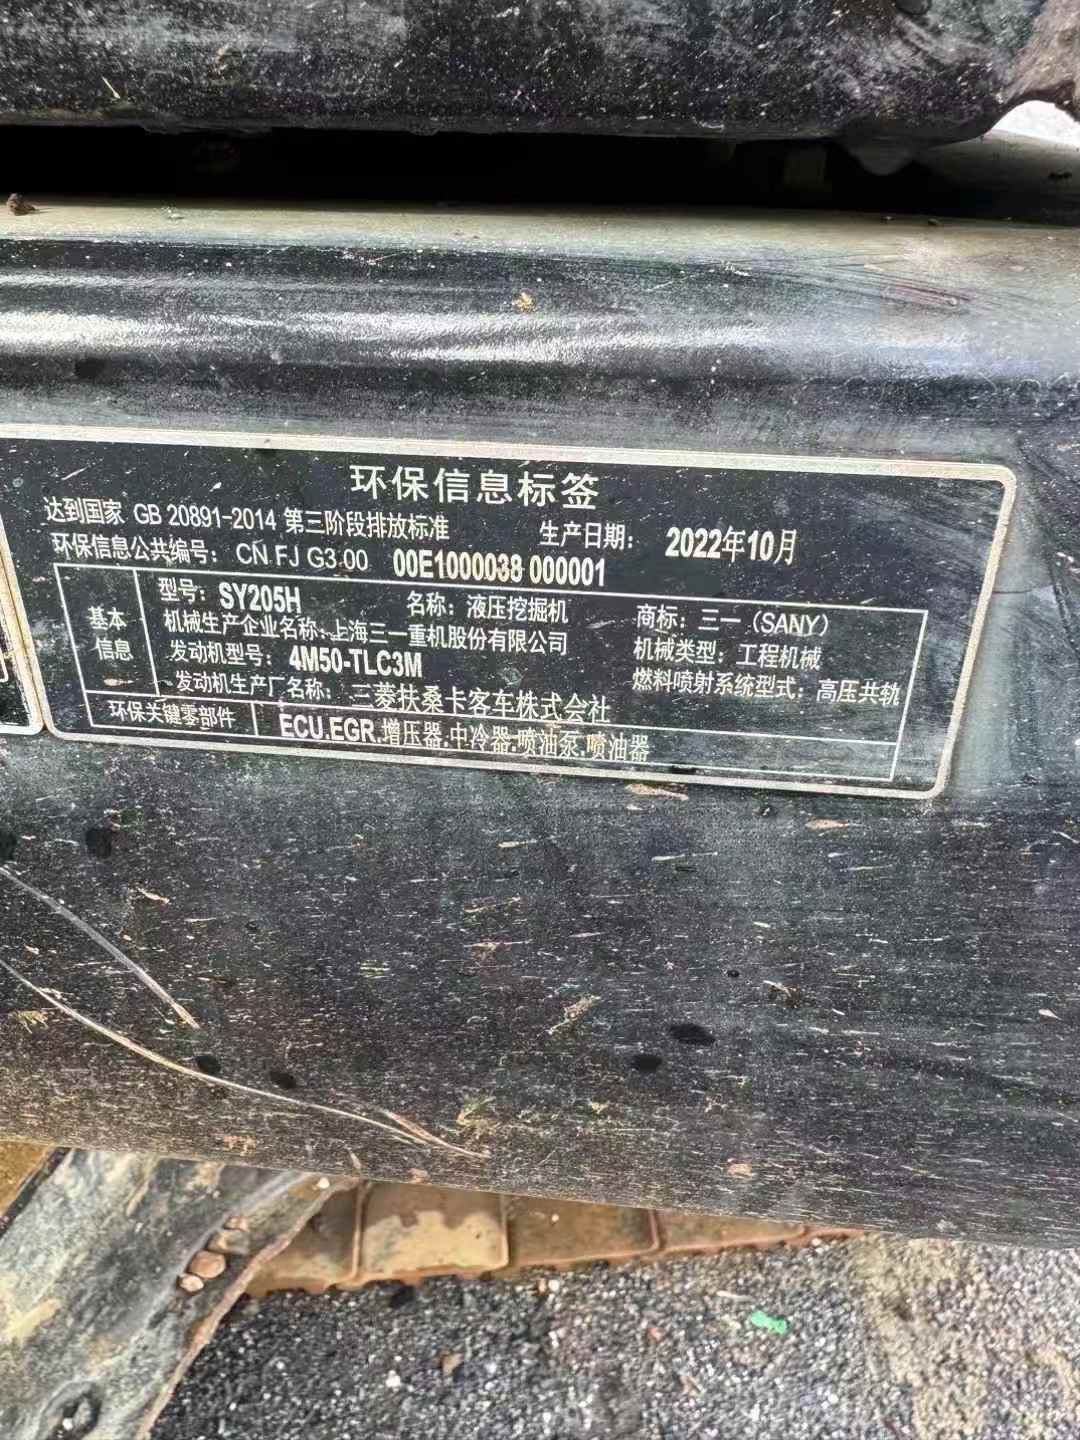 环保信息标签
达到国家 GB 20891-2014 第三阶段排放标准 生产日期: 2022年10月
环保信息公共编号: CN FJ G3 00 00E1000038 000001
基本信息
型号: SY205H 名称: 液压挖掘机 商标: 三一 (SANY)
机械生产企业名称: 上海三一重机股份有限公司 机械类型: 工程机械
发动机型号: 4M50-TLC3M 燃料喷射系统型式: 高压共轨
发动机生产厂名称: 三菱扶桑卡客车株式会社
环保关键零部件 ECU.EGR.增压器.中冷器.喷油泵.喷油器